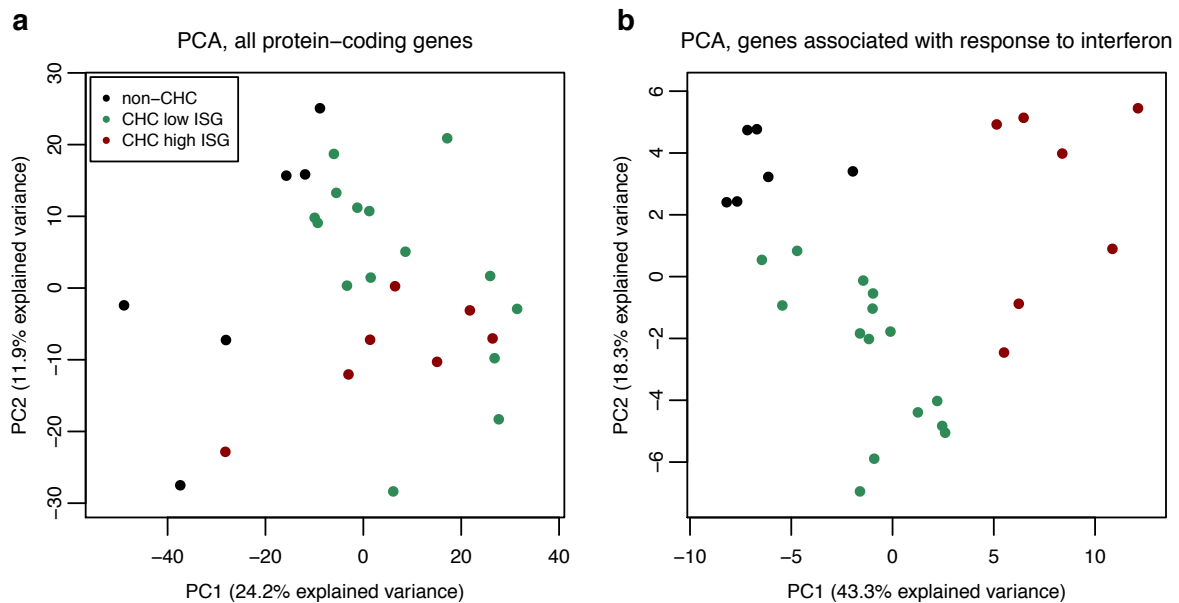 a
PCA, all protein−coding genes
non−CHC
CHC low ISG
CHC high ISG
30
20
10
0
−10
−20
−30
PC2 (11.9% explained variance)
−40
−20
0
20
40
PC1 (24.2% explained variance)
b
PCA, genes associated with response to interferon
6
4
2
0
−2
−4
−6
PC2 (18.3% explained variance)
−10
−5
0
5
10
PC1 (43.3% explained variance)